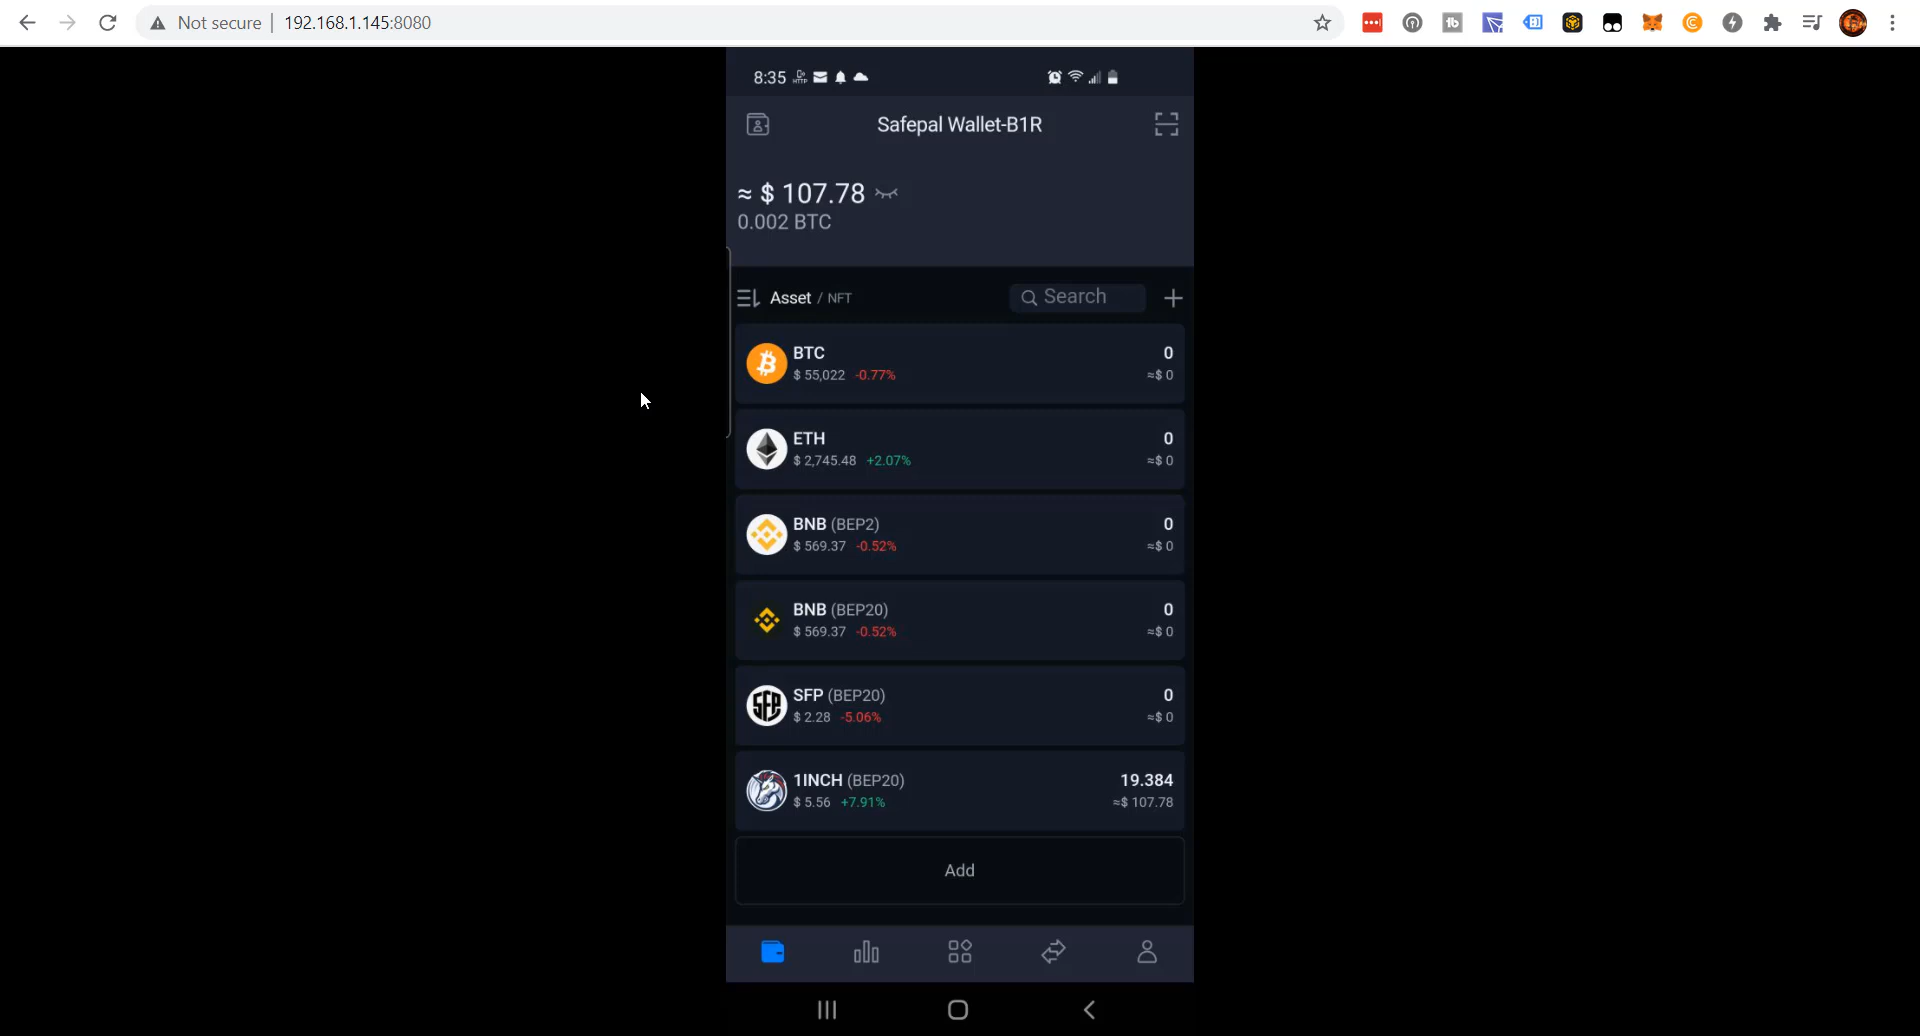 Not secure | 192.168.1.145:8080
8:35
Safepal Wallet-B1R
≈ $ 107.78
0.002 BTC
Asset / NFT
Search
BTC
0
$ 55,022 -0.77%
≈$ 0
ETH
0
$ 2,745.48 +2.07%
≈$ 0
BNB (BEP2)
0
$ 569.37 -0.52%
≈$ 0
BNB (BEP20)
0
$ 569.37 -0.52%
≈$ 0
SFP (BEP20)
0
$ 2.28 -5.06%
≈$ 0
1INCH (BEP20)
19.384
$ 5.56 +7.91%
≈$ 107.78
Add